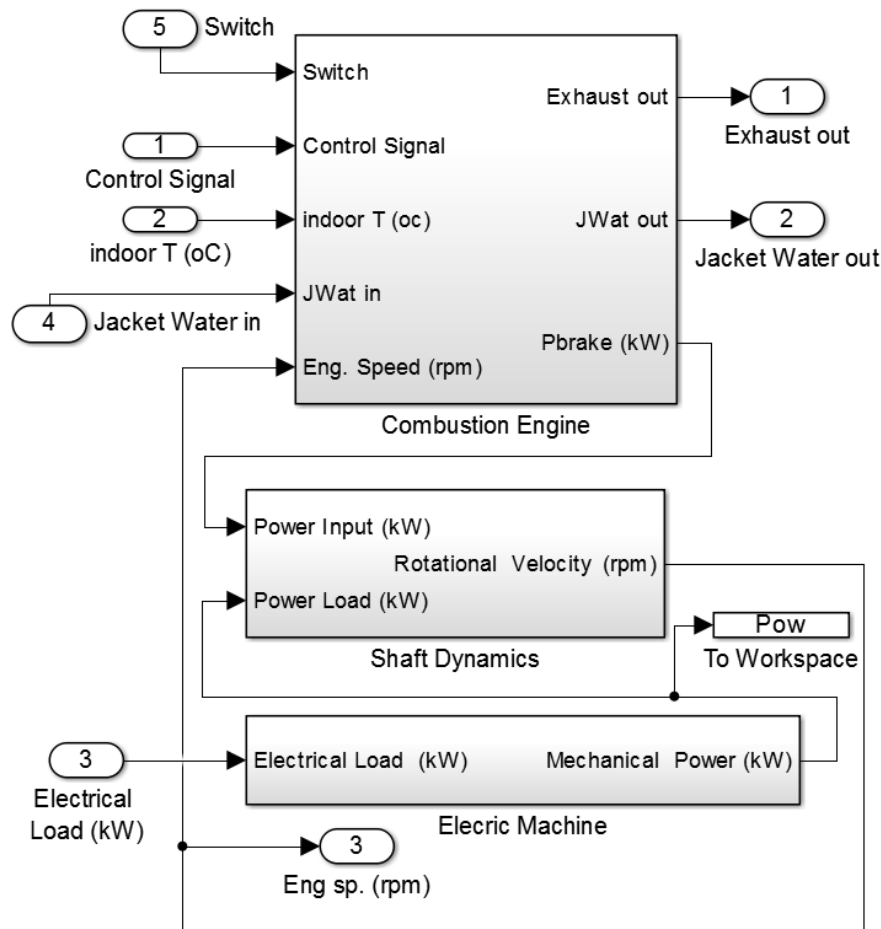 5
Switch
Switch
Exhaust out
1
Exhaust out
1
Control Signal
Control Signal
2
indoor T (oC)
indoor T (oc)
JWat out
2
Jacket Water out
4
Jacket Water in
JWat in
Pbrake (kW)
Eng. Speed (rpm)
Combustion Engine
Power Input (kW)
Rotational Velocity (rpm)
Power Load (kW)
Shaft Dynamics
Pow
To Workspace
3
Electrical
Load (kW)
Electrical Load (kW)
Mechanical Power (kW)
Elecric Machine
3
Eng sp. (rpm)